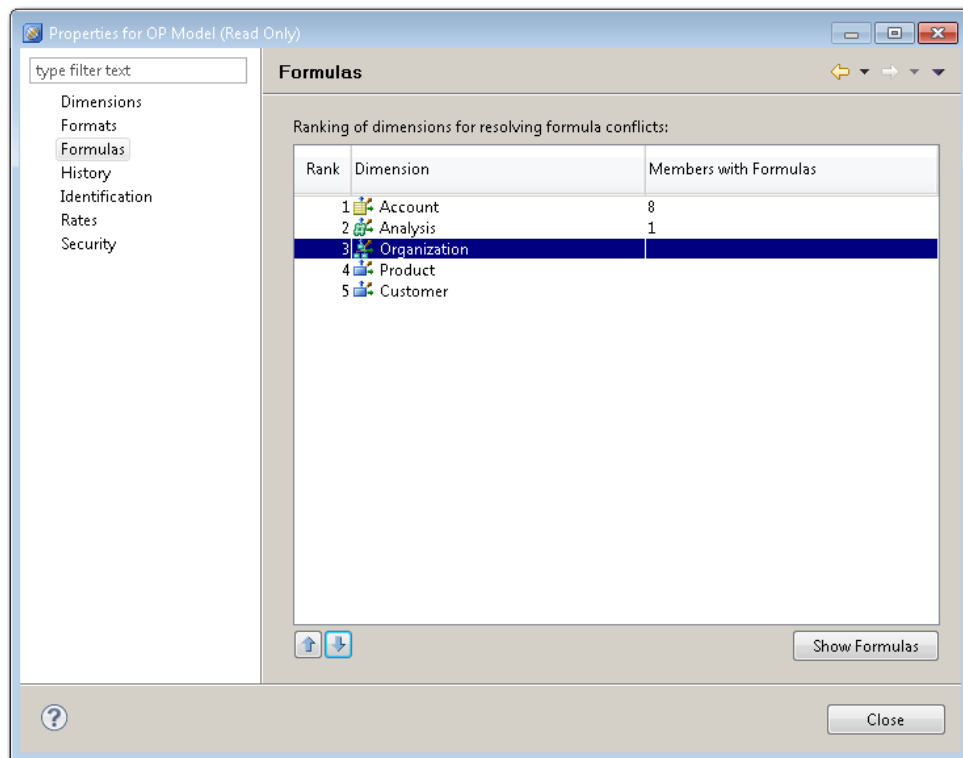 Properties for OP Model (Read Only)
type filter text
Dimensions
Formats
Formulas
History
Identification
Rates
Security
Formulas
Ranking of dimensions for resolving formula conflicts:
Rank Dimension Members with Formulas
1 Account 8
2 Analysis 1
3 Organization
4 Product
5 Customer
Show Formulas
?
Close